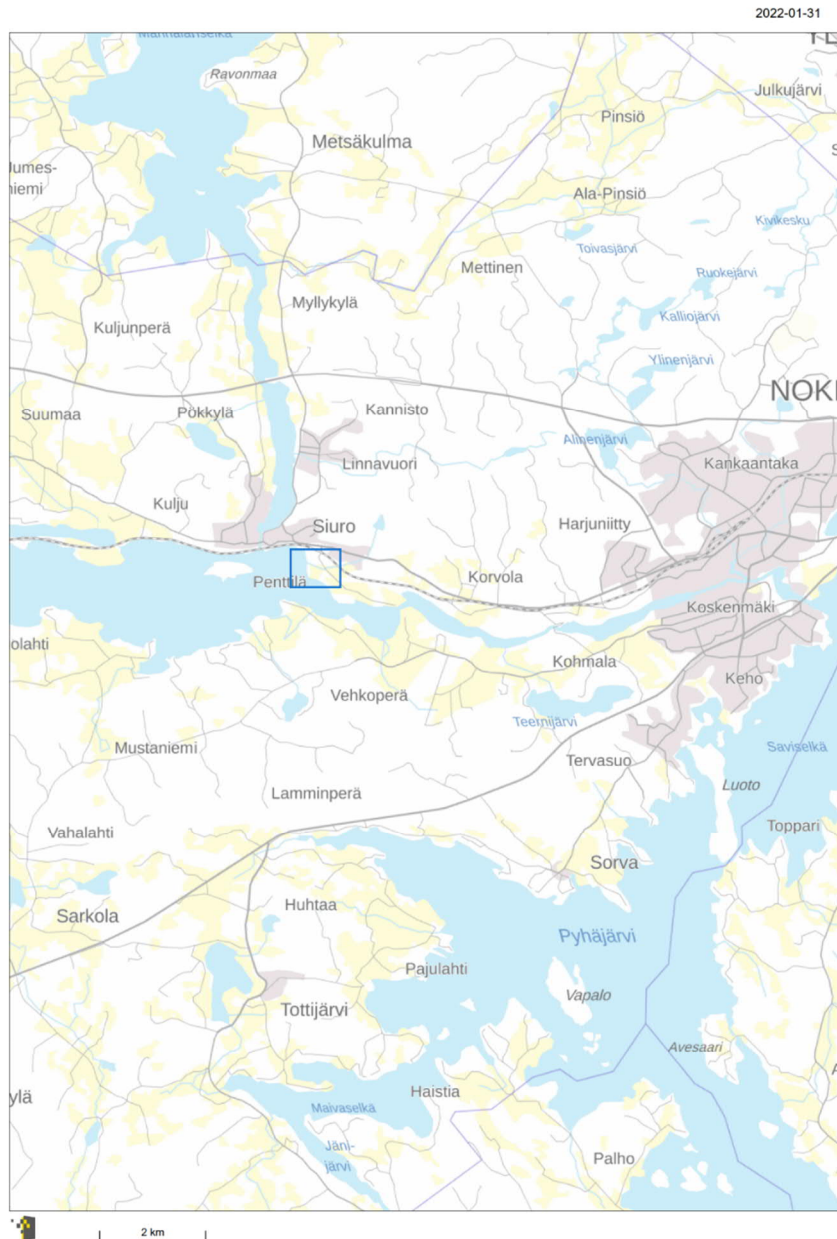 2022-01-31
Ravonmaa
Julkujärvi
Pinsiö
Metsäkulma
Jumes-
niemi
Ala-Pinsiö
Kivikesku
Toivasjärvi
Mettinen
Ruokejärvi
Myllykylä
Kalliojärvi
Kuljunperä
Ylinenjärvi
NOKI
Suumaa
Pökkylä
Kannisto
Alinenjärvi
Linnavuori
Kankaantaka
Kulju
Siuro
Harjuniitty
Penttilä
Korvola
Koskenmäki
olahti
Kohmala
Keho
Vehkoperä
Teernijärvi
Mustaniemi
Saviselkä
Tervasuo
Luoto
Lamminperä
Toppari
Vahalahti
Sorva
Huhtaa
Sarkola
Pyhäjärvi
Pajulahti
Vapalo
Tottijärvi
Avesaari
Haistia
ylä
Maivaselkä
Jäni-
järvi
Palho
2 km